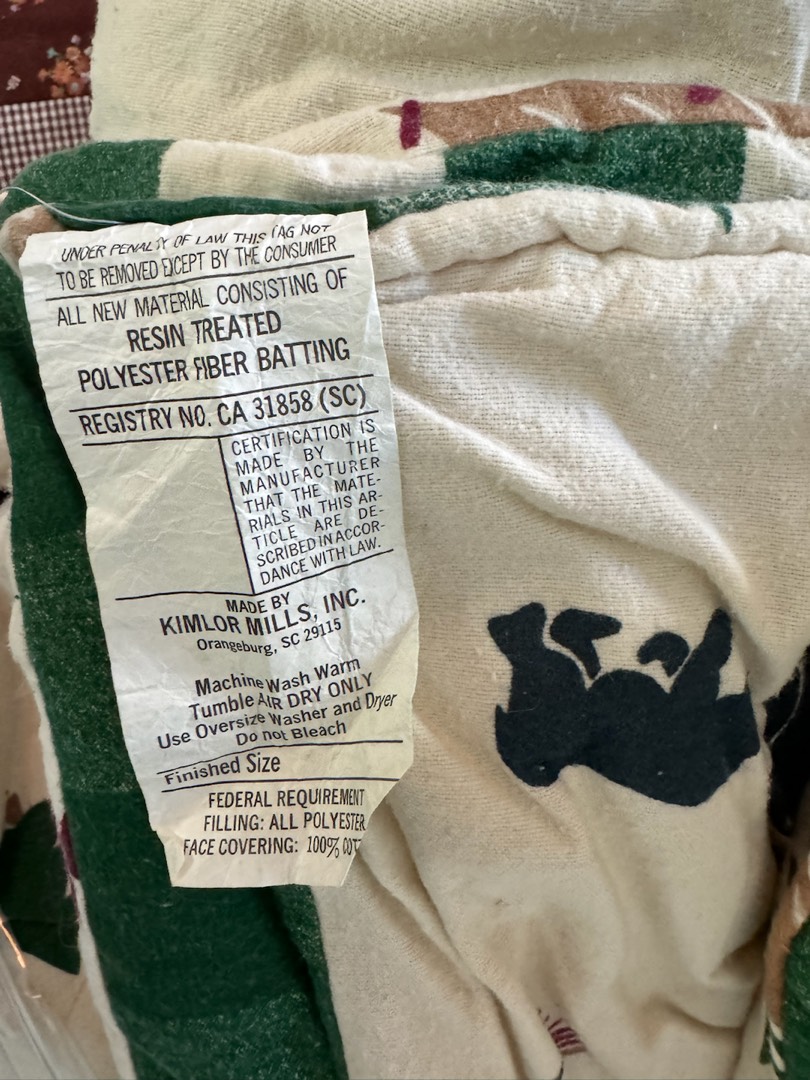 UNDER PENALTY OF LAW THIS TAG NOT
TO BE REMOVED EXCEPT BY THE CONSUMER
ALL NEW MATERIAL CONSISTING OF
RESIN TREATED
POLYESTER FIBER BATTING
REGISTRY NO. CA 31858 (SC)
CERTIFICATION IS
MADE BY THE
MANUFACTURER
THAT THE MATE-
RIALS IN THIS AR-
TICLE ARE DE-
SCRIBED IN ACCOR-
DANCE WITH LAW.
MADE BY
KIMLOR MILLS, INC.
Orangeburg, SC 29115
Machine Wash Warm
Tumble AIR DRY ONLY
Use Oversize Washer and Dryer
Do not Bleach
Finished Size
FEDERAL REQUIREMENT
FILLING: ALL POLYESTER
FACE COVERING: 100%